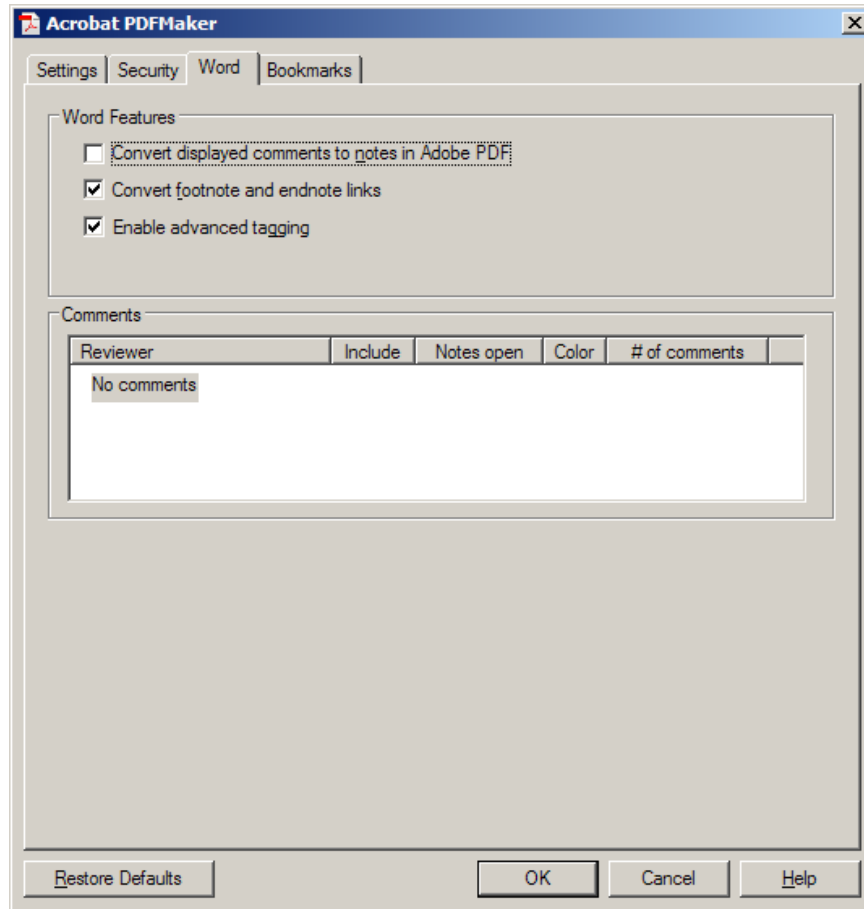 Acrobat PDFMaker
Settings Security Word Bookmarks
Word Features
Convert displayed comments to notes in Adobe PDF
Convert footnote and endnote links
Enable advanced tagging
Comments
Reviewer Include Notes open Color # of comments
No comments
Restore Defaults OK Cancel Help